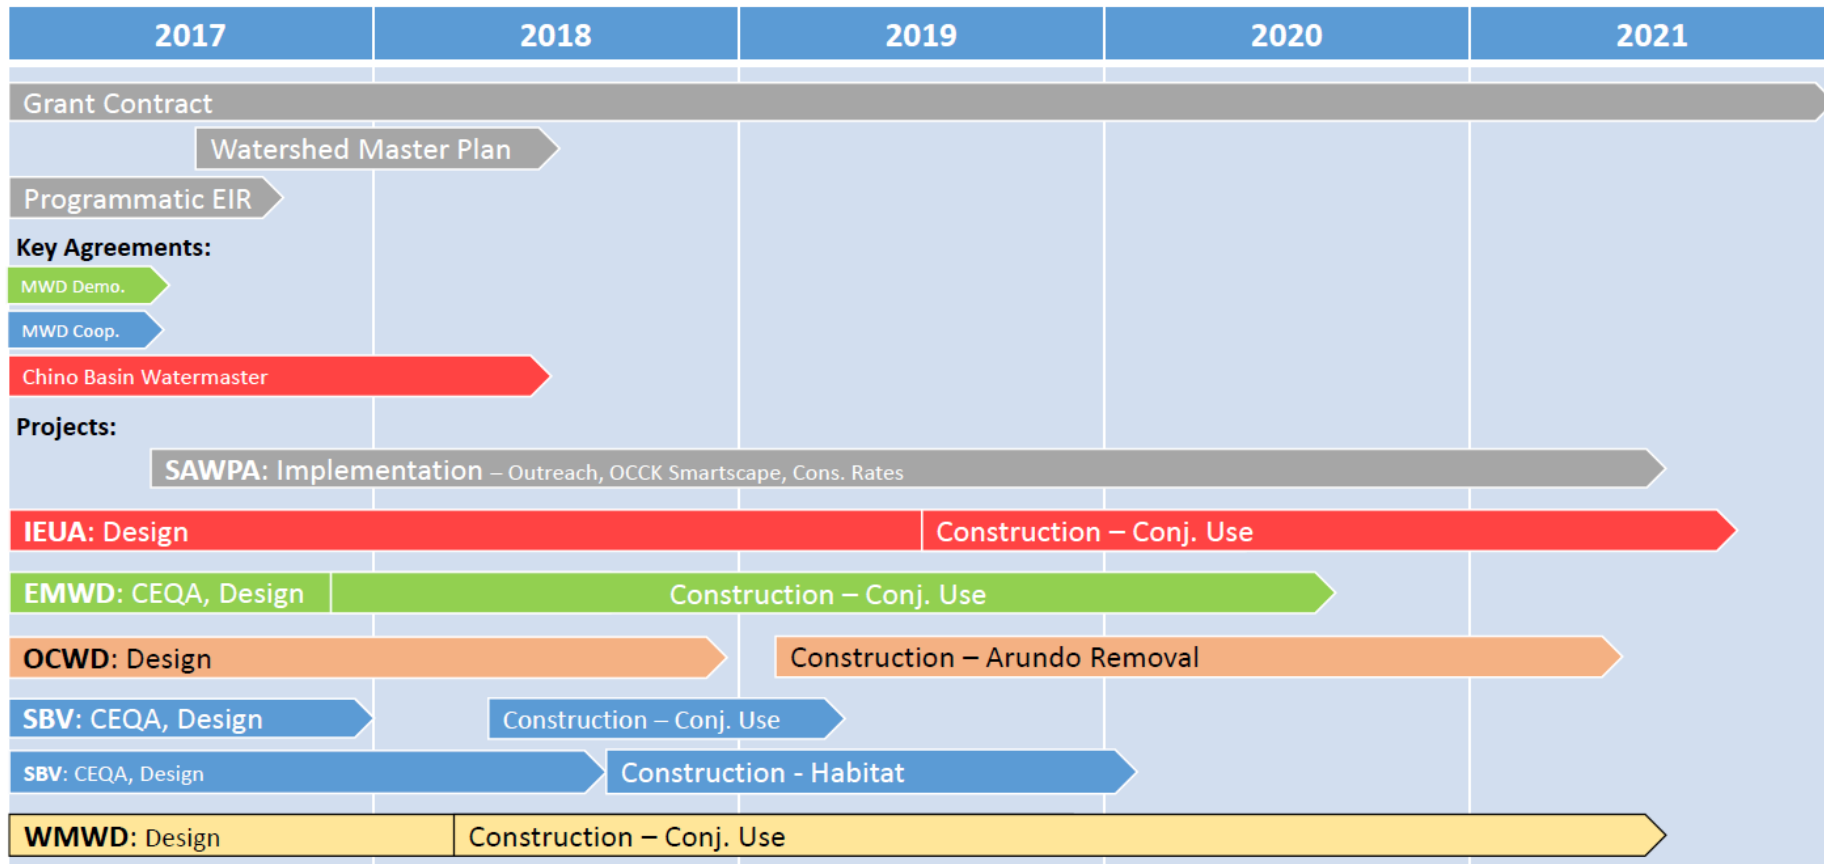 2017 2018 2019 2020 2021
Grant Contract
Watershed Master Plan
Programmatic EIR
Key Agreements:
MWD Demo.
MWD Coop.
Chino Basin Watermaster
Projects:
SAWPA: Implementation – Outreach, OCCK Smartscape, Cons. Rates
IEUA: Design Construction – Conj. Use
EMWD: CEQA, Design Construction – Conj. Use
OCWD: Design Construction – Arundo Removal
SBV: CEQA, Design Construction – Conj. Use
SBV: CEQA, Design Construction - Habitat
WMWD: Design Construction – Conj. Use